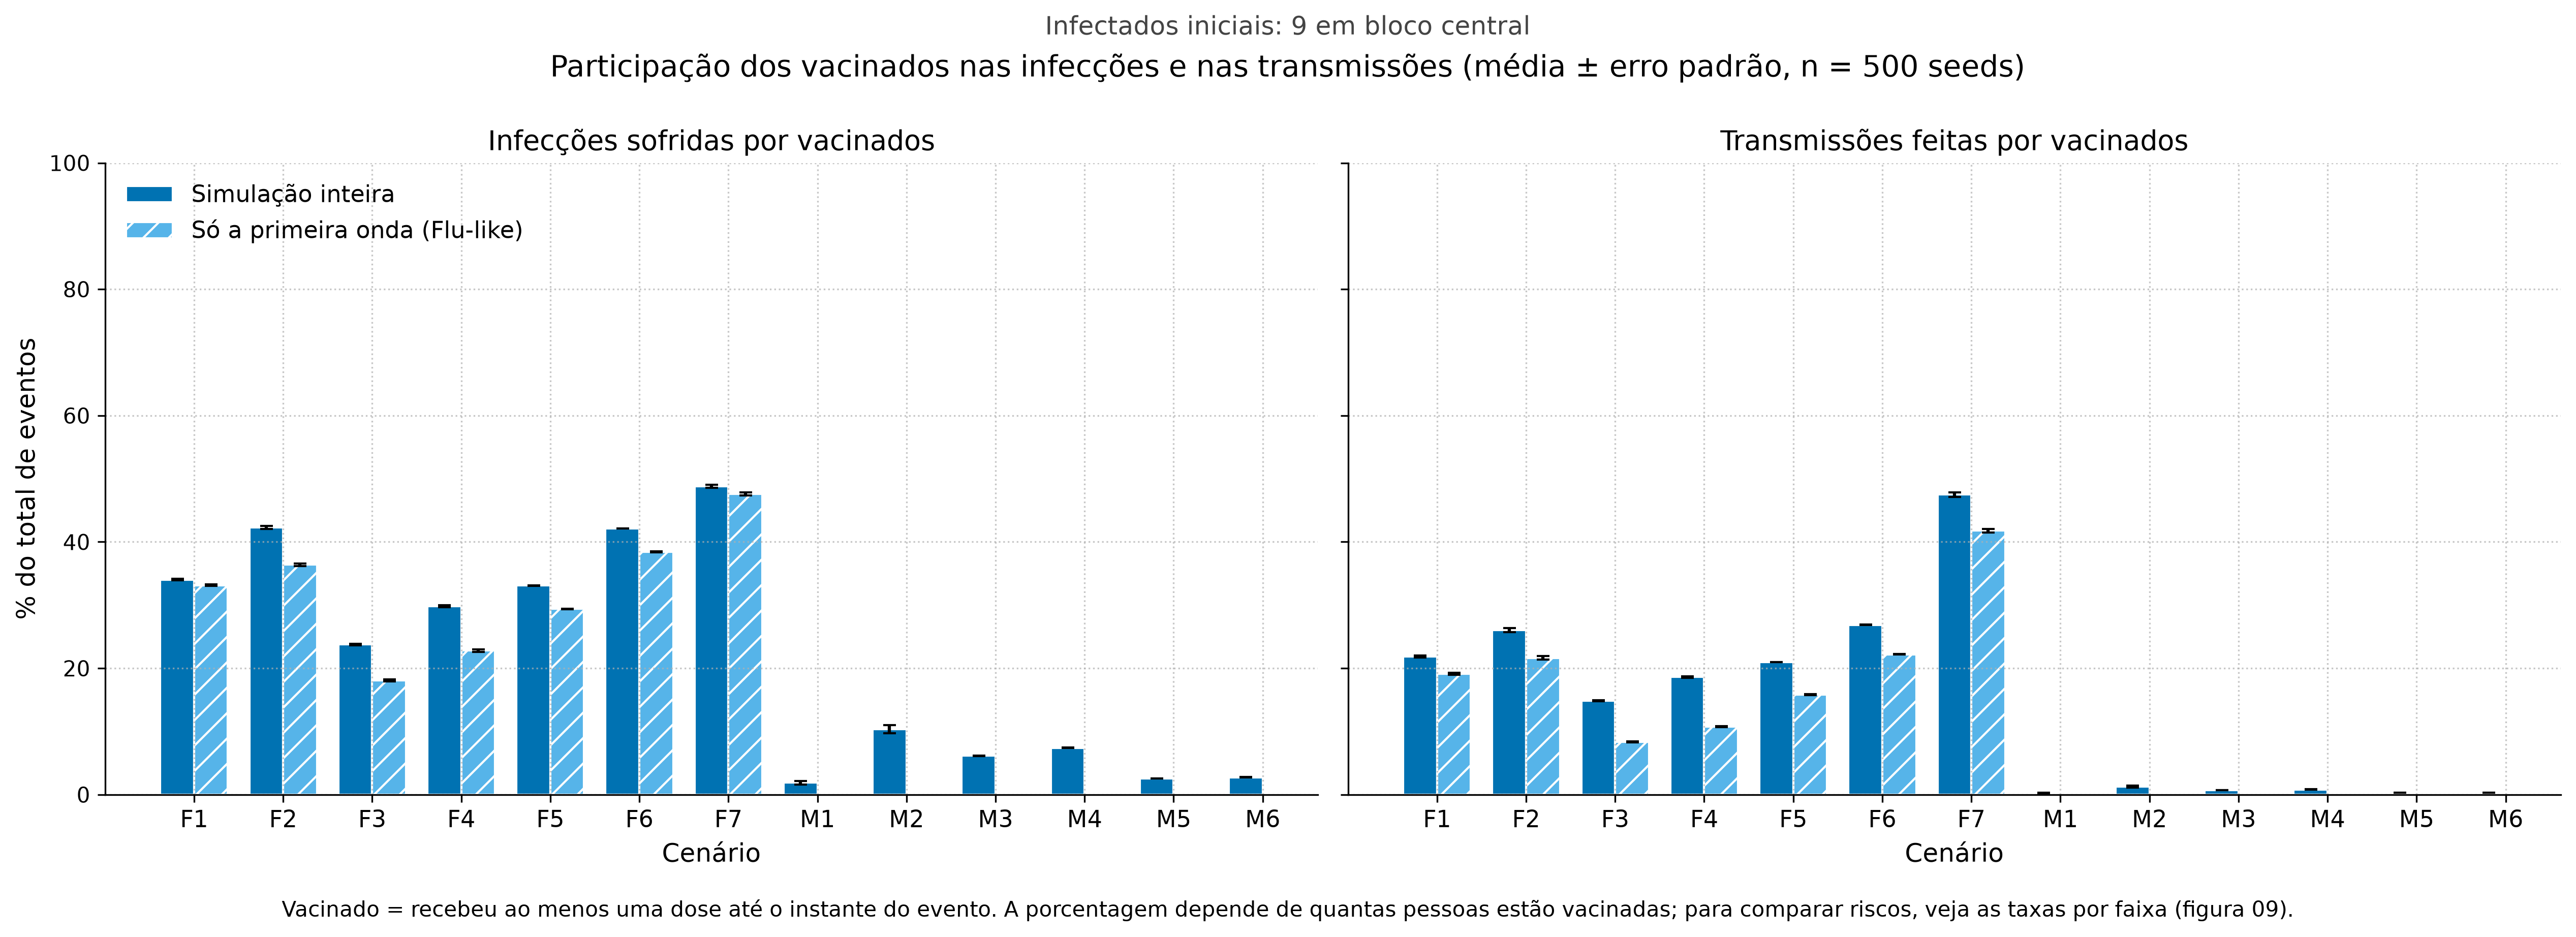 Infectados iniciais: 9 em bloco central
Participação dos vacinados nas infecções e nas transmissões (média ± erro padrão, n = 500 seeds)
Infecções sofridas por vacinados
Simulação inteira
Só a primeira onda (Flu-like)
% do total de eventos
100
80
60
40
20
0
F1 F2 F3 F4 F5 F6 F7 M1 M2 M3 M4 M5 M6
Cenário
Transmissões feitas por vacinados
F1 F2 F3 F4 F5 F6 F7 M1 M2 M3 M4 M5 M6
Cenário
Vacinado = recebeu ao menos uma dose até o instante do evento. A porcentagem depende de quantas pessoas estão vacinadas; para comparar riscos, veja as taxas por faixa (figura 09).